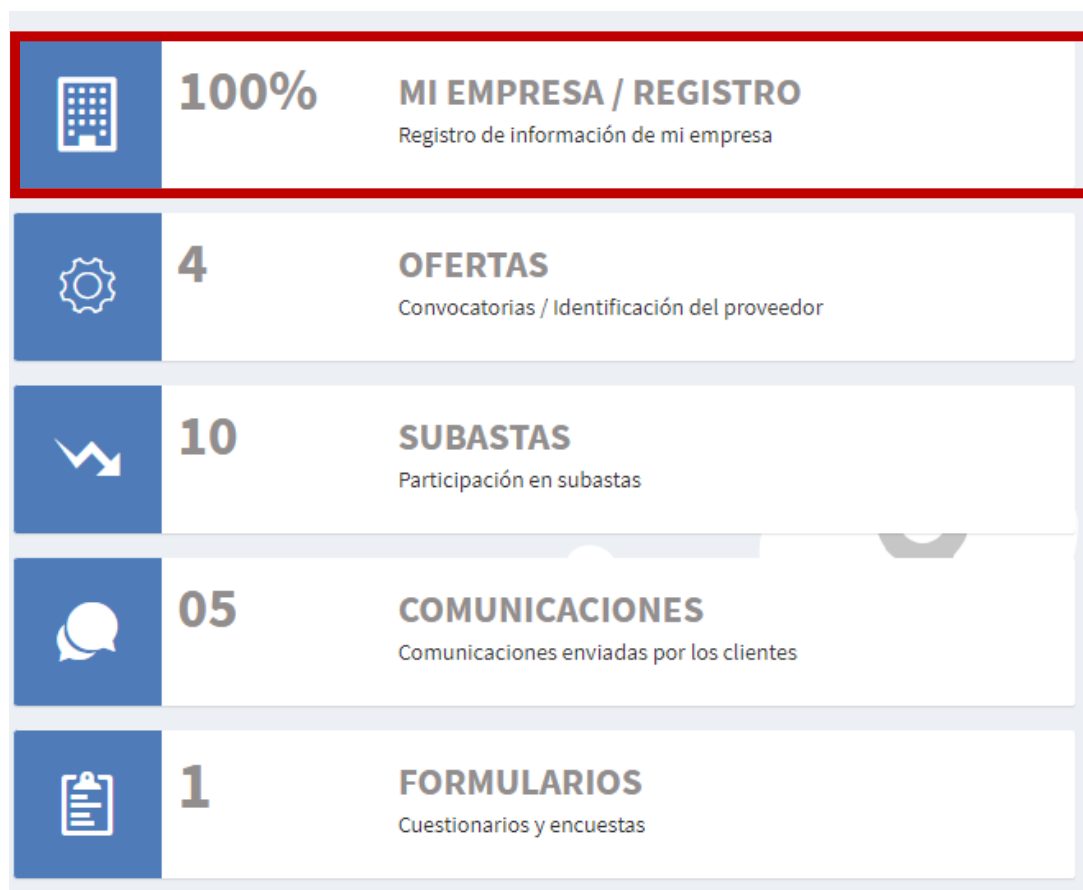 100%
MI EMPRESA / REGISTRO
Registro de información de mi empresa
4
OFERTAS
Convocatorias / Identificación del proveedor
10
SUBASTAS
Participación en subastas
05
COMUNICACIONES
Comunicaciones enviadas por los clientes
1
FORMULARIOS
Cuestionarios y encuestas